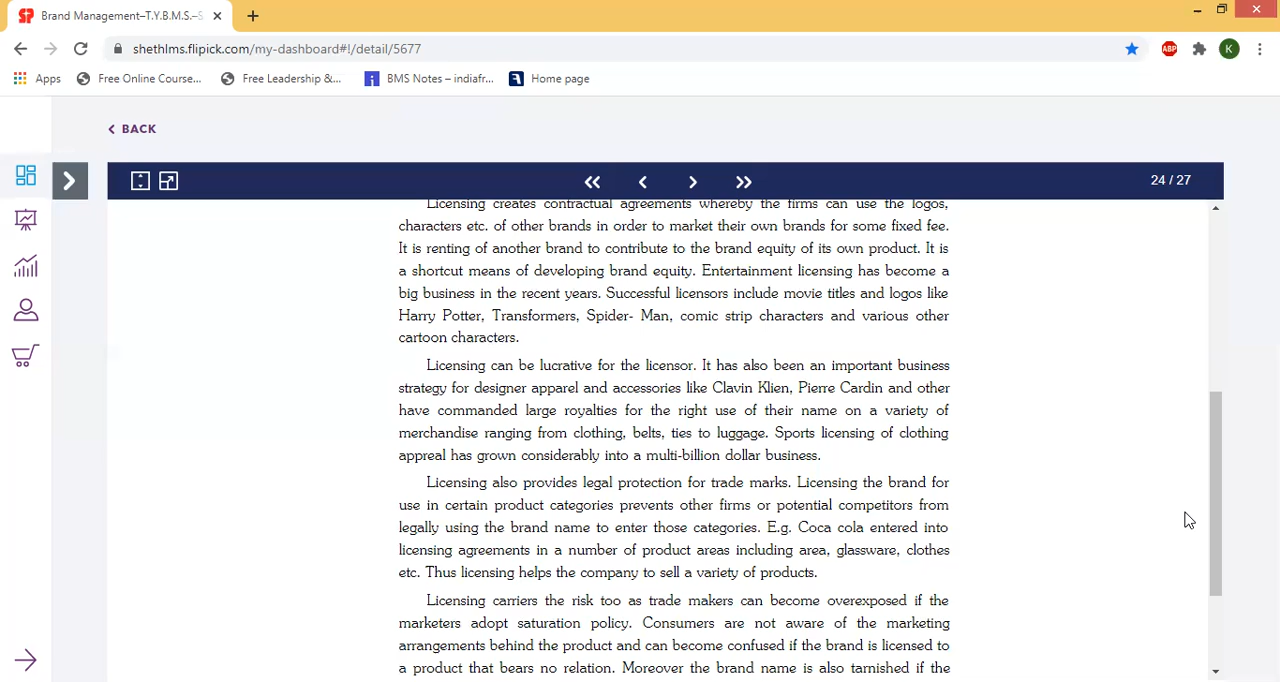 Brand Management–T.Y.B.M.S.–S
shethlms.flipick.com/my-dashboard#!/detail/5677
ABP
K
Apps
Free Online Course...
Free Leadership &...
BMS Notes – indiafr...
Home page
BACK
24 / 27
Licensing creates contractual agreements whereby the firms can use the logos,
characters etc. of other brands in order to market their own brands for some fixed fee.
It is renting of another brand to contribute to the brand equity of its own product. It is
a shortcut means of developing brand equity. Entertainment licensing has become a
big business in the recent years. Successful licensors include movie titles and logos like
Harry Potter, Transformers, Spider- Man, comic strip characters and various other
cartoon characters.
Licensing can be lucrative for the licensor. It has also been an important business
strategy for designer apparel and accessories like Clavin Klien, Pierre Cardin and other
have commanded large royalties for the right use of their name on a variety of
merchandise ranging from clothing, belts, ties to luggage. Sports licensing of clothing
appreal has grown considerably into a multi-billion dollar business.
Licensing also provides legal protection for trade marks. Licensing the brand for
use in certain product categories prevents other firms or potential competitors from
legally using the brand name to enter those categories. E.g. Coca cola entered into
licensing agreements in a number of product areas including area, glassware, clothes
etc. Thus licensing helps the company to sell a variety of products.
Licensing carriers the risk too as trade makers can become overexposed if the
marketers adopt saturation policy. Consumers are not aware of the marketing
arrangements behind the product and can become confused if the brand is licensed to
a product that bears no relation. Moreover the brand name is also tarnished if the